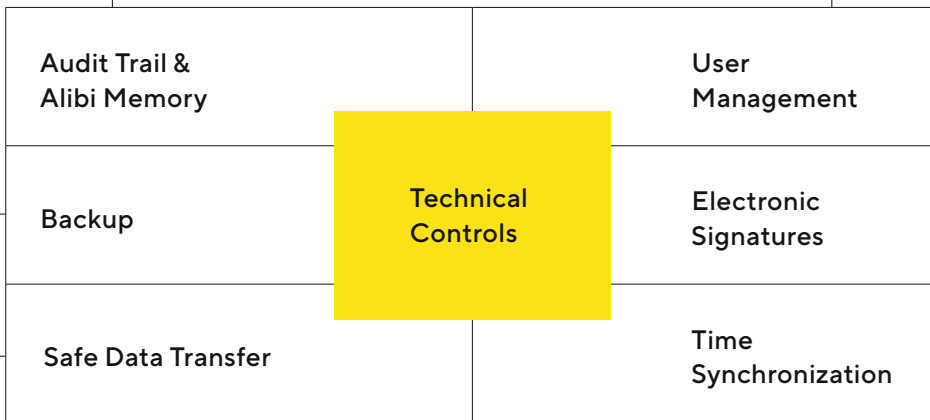 Audit Trail &
Alibi Memory
User
Management
Technical
Controls
Backup
Electronic
Signatures
Safe Data Transfer
Time
Synchronization